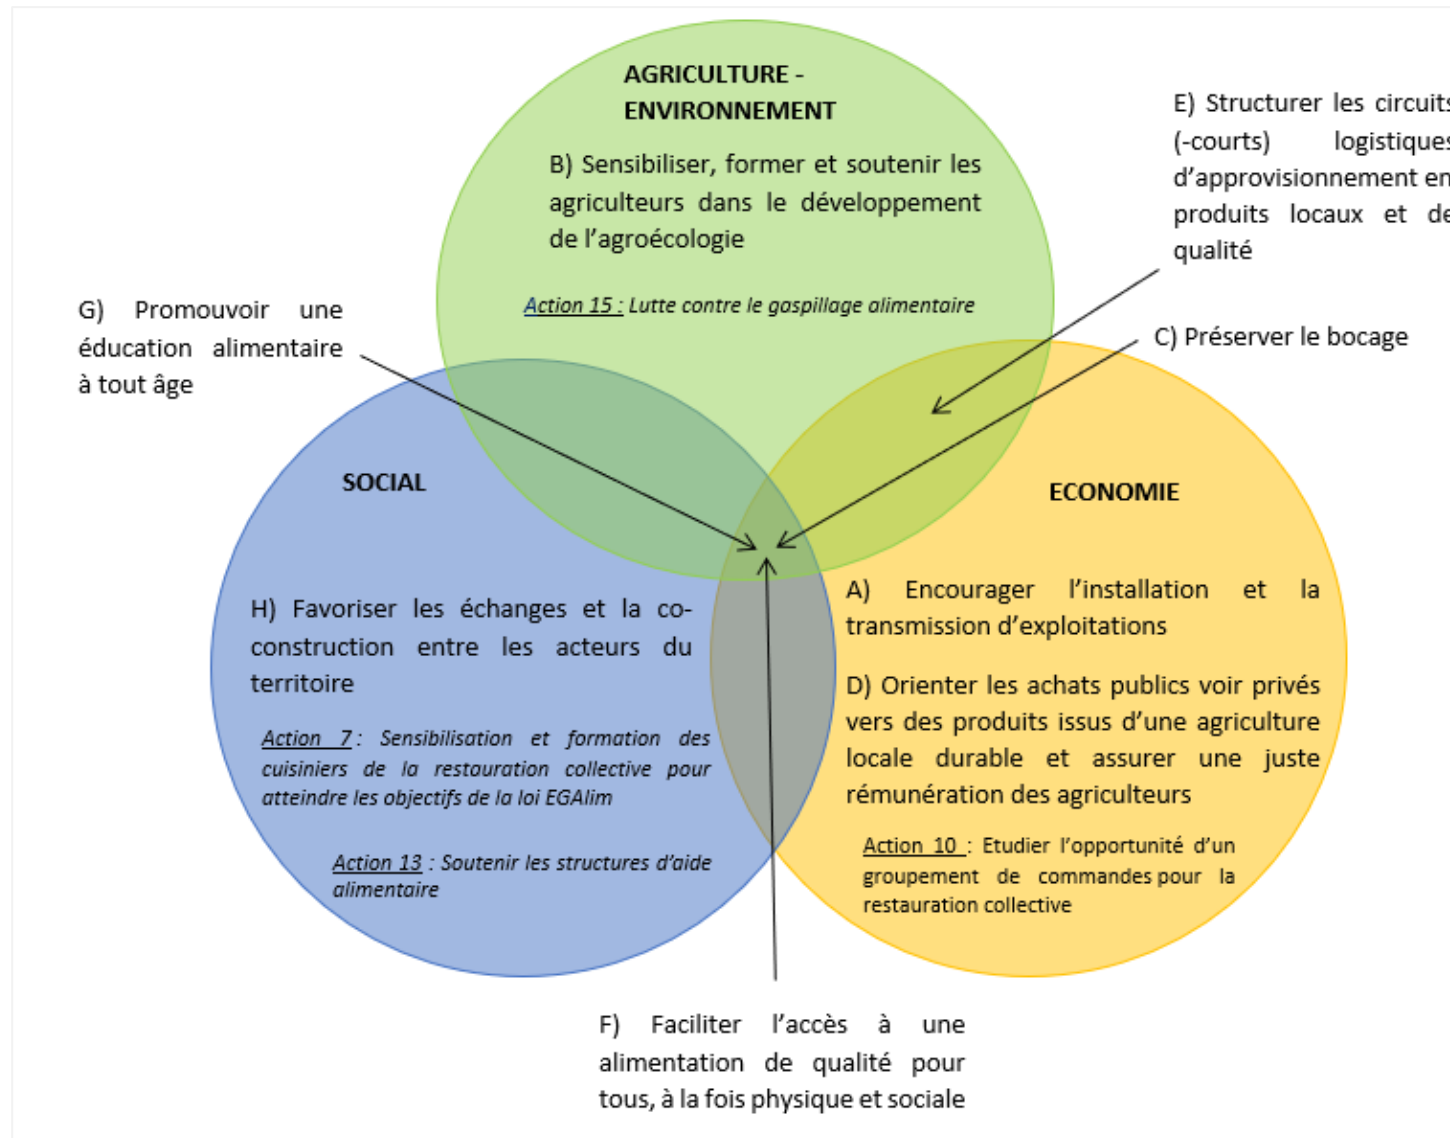 AGRICULTURE -
ENVIRONNEMENT
B) Sensibiliser, former et soutenir les
agriculteurs dans le développement
de l’agroécologie
Action 15 : Lutte contre le gaspillage alimentaire
E) Structurer les circuits
(-courts) logistiques
d’approvisionnement en
produits locaux et de
qualité
G) Promouvoir une
éducation alimentaire
à tout âge
C) Préserver le bocage
SOCIAL
H) Favoriser les échanges et la co-
construction entre les acteurs du
territoire
Action 7 : Sensibilisation et formation des
cuisiniers de la restauration collective pour
atteindre les objectifs de la loi EGAlim
Action 13 : Soutenir les structures d’aide
alimentaire
ECONOMIE
A) Encourager l’installation et la
transmission d’exploitations
D) Orienter les achats publics voir privés
vers des produits issus d’une agriculture
locale durable et assurer une juste
rémunération des agriculteurs
Action 10 : Etudier l’opportunité d’un
groupement de commandes pour la
restauration collective
F) Faciliter l’accès à une
alimentation de qualité pour
tous, à la fois physique et sociale